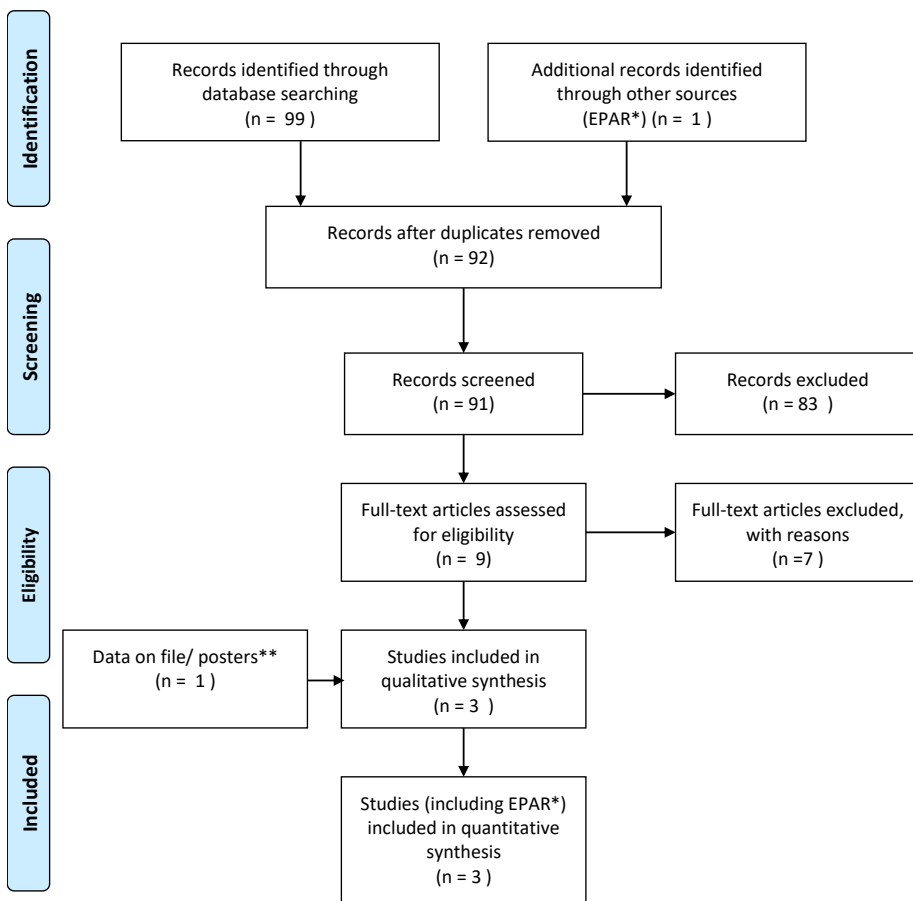 Identification
Records identified through
database searching
(n = 99 )
Additional records identified
through other sources
(EPAR*) (n = 1 )
Records after duplicates removed
(n = 92)
Screening
Records screened
(n = 91)
Records excluded
(n = 83 )
Eligibility
Full-text articles assessed
for eligibility
(n = 9)
Full-text articles excluded,
with reasons
(n =7 )
Data on file/ posters**
(n = 1 )
Studies included in
qualitative synthesis
(n = 3 )
Included
Studies (including EPAR*)
included in quantitative
synthesis
(n = 3 )